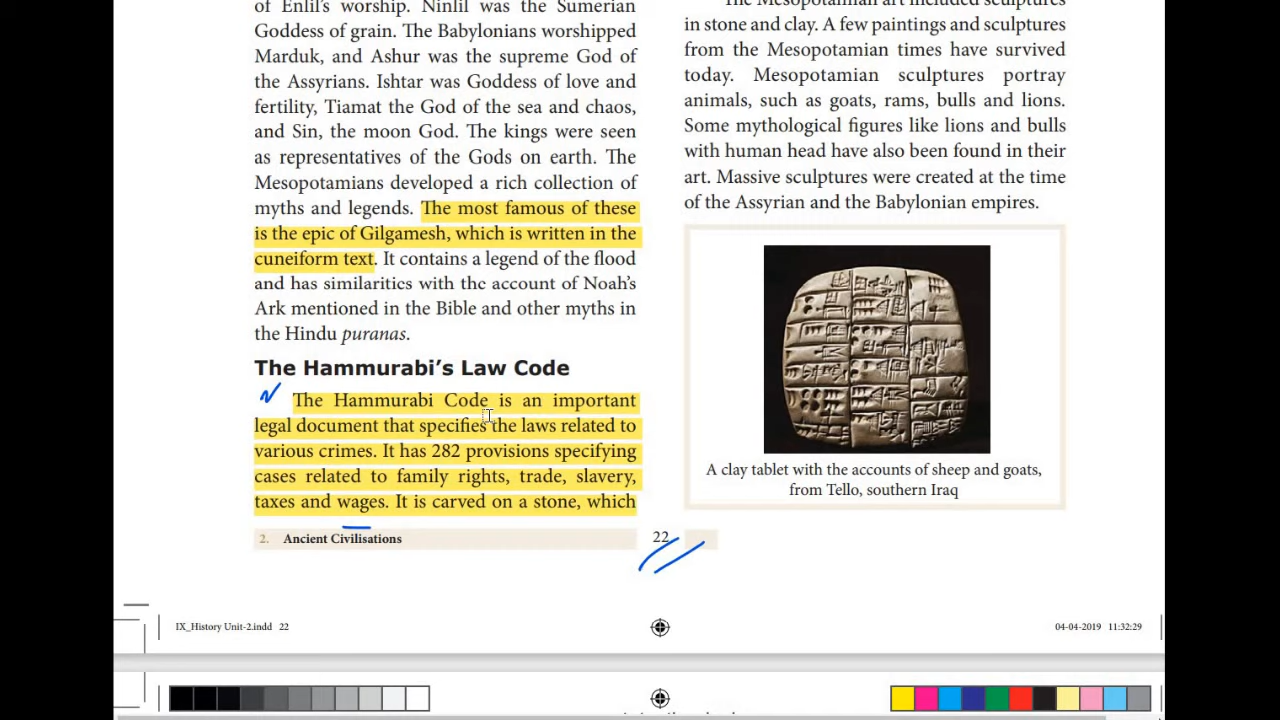 of Enlil's worship. Ninlil was the Sumerian
Goddess of grain. The Babylonians worshipped
Marduk, and Ashur was the supreme God of
the Assyrians. Ishtar was Goddess of love and
fertility, Tiamat the God of the sea and chaos,
and Sin, the moon God. The kings were seen
as representatives of the Gods on earth. The
Mesopotamians developed a rich collection of
myths and legends. The most famous of these
is the epic of Gilgamesh, which is written in the
cuneiform text. It contains a legend of the flood
and has similarities with the account of Noah's
Ark mentioned in the Bible and other myths in
the Hindu puranas.
The Hammurabi's Law Code
The Hammurabi Code is an important
legal document that specifies the laws related to
various crimes. It has 282 provisions specifying
cases related to family rights, trade, slavery,
taxes and wages. It is carved on a stone, which
The Mesopotamian art included sculptures
in stone and clay. A few paintings and sculptures
from the Mesopotamian times have survived
today. Mesopotamian sculptures portray
animals, such as goats, rams, bulls and lions.
Some mythological figures like lions and bulls
with human head have also been found in their
art. Massive sculptures were created at the time
of the Assyrian and the Babylonian empires.
A clay tablet with the accounts of sheep and goats,
from Tello, southern Iraq
2. Ancient Civilisations
22
IX_History Unit-2.indd 22
04-04-2019 11:32:29